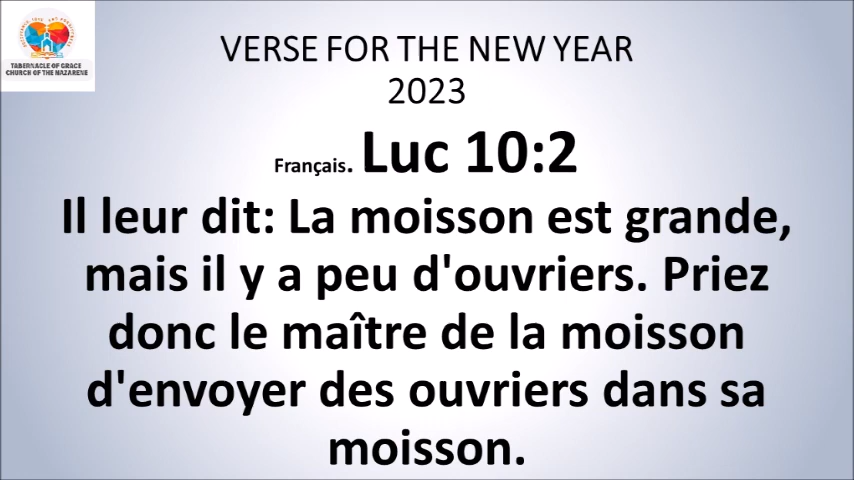 TABERNACLE OF GRACE
CHURCH OF THE NAZARENE
VERSE FOR THE NEW YEAR
2023
Français. Luc 10:2
Il leur dit: La moisson est grande,
mais il y a peu d'ouvriers. Priez
donc le maître de la moisson
d'envoyer des ouvriers dans sa
moisson.